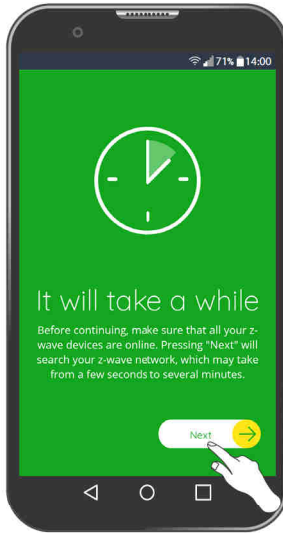 71% 14:00
It will take a while
Before continuing, make sure that all your z-
wave devices are online. Pressing "Next" will
search your z-wave network, which may take
from a few seconds to several minutes.
Next